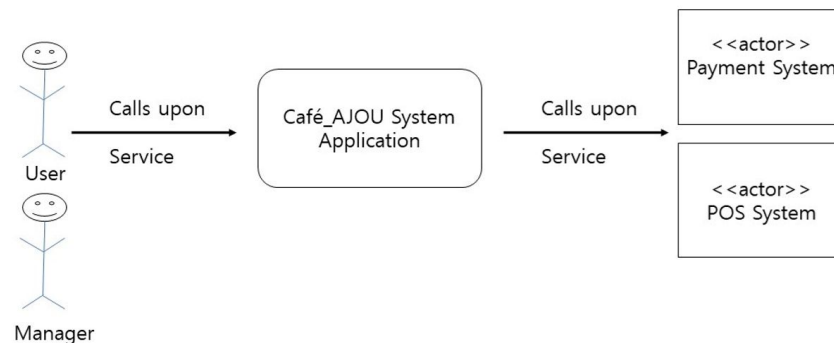 User
Manager
Calls upon
Service
Café_AJOU System
Application
Calls upon
Service
<<actor>>
Payment System
<<actor>>
POS System